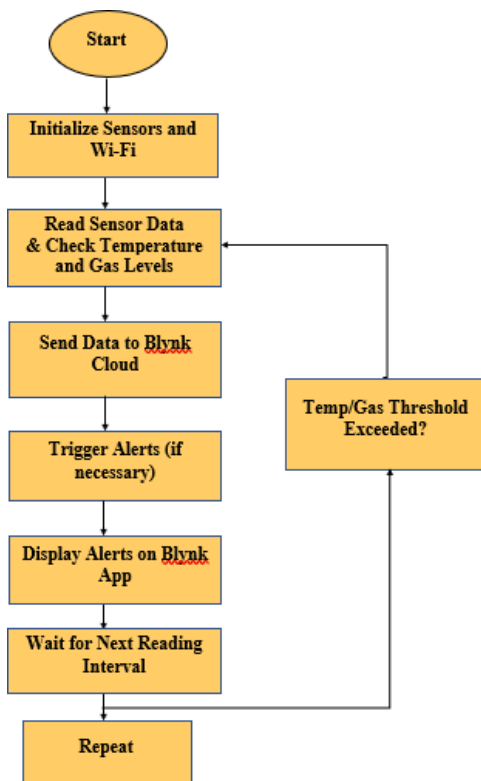 Start
Initialize Sensors and
Wi-Fi
Read Sensor Data
& Check Temperature
and Gas Levels
Send Data to Blynk
Cloud
Temp/Gas Threshold
Exceeded?
Trigger Alerts (if
necessary)
Display Alerts on Blynk
App
Wait for Next Reading
Interval
Repeat